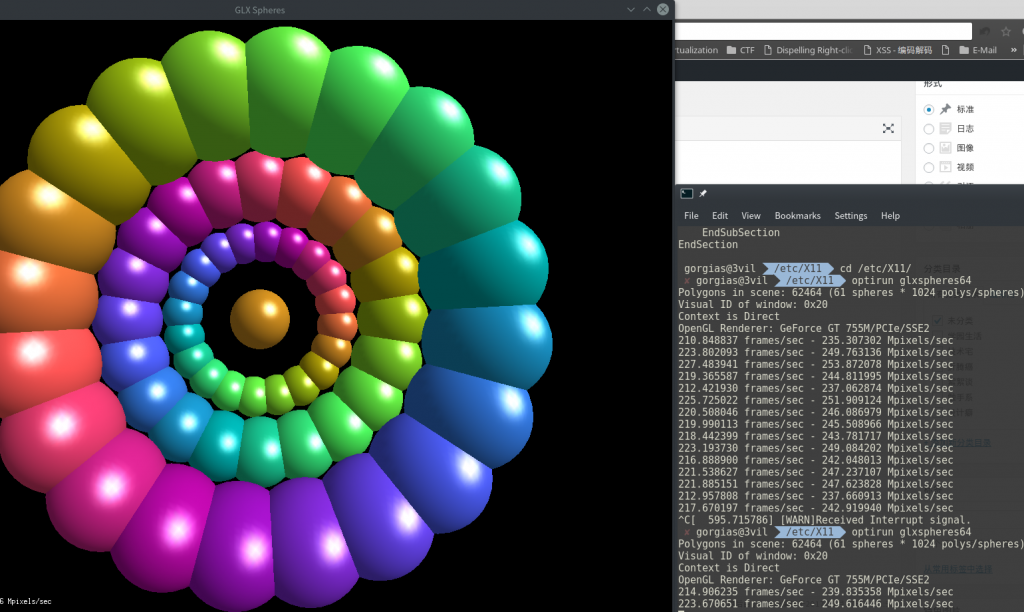 GLX Spheres
6 Mpixels/sec
tualization CTF Dispelling Right-clic XSS - 编码解码 E-Mail »
形式
标准
日志
图像
视频
File Edit View Bookmarks Settings Help
EndSubSection
EndSection
gorgias@3vil /etc/X11 cd /etc/X11/
gorgias@3vil /etc/X11 optirun glxspheres64
Polygons in scene: 62464 (61 spheres * 1024 polys/spheres)
Visual ID of window: 0x20
Context is Direct
OpenGL Renderer: GeForce GT 755M/PCIe/SSE2
210.848837 frames/sec - 235.307302 Mpixels/sec
223.802093 frames/sec - 249.763136 Mpixels/sec
227.483941 frames/sec - 253.872078 Mpixels/sec
219.365587 frames/sec - 244.811995 Mpixels/sec
212.421930 frames/sec - 237.062874 Mpixels/sec
225.725022 frames/sec - 251.909124 Mpixels/sec
220.508046 frames/sec - 246.086979 Mpixels/sec
219.990113 frames/sec - 245.508966 Mpixels/sec
218.442399 frames/sec - 243.781717 Mpixels/sec
223.193730 frames/sec - 249.084202 Mpixels/sec
216.888900 frames/sec - 242.048013 Mpixels/sec
221.538627 frames/sec - 247.237107 Mpixels/sec
221.885151 frames/sec - 247.623828 Mpixels/sec
212.957808 frames/sec - 237.660913 Mpixels/sec
217.670197 frames/sec - 242.919940 Mpixels/sec
^C[  595.715786] [WARN]Received Interrupt signal.
gorgias@3vil /etc/X11 optirun glxspheres64
Polygons in scene: 62464 (61 spheres * 1024 polys/spheres)
Visual ID of window: 0x20
Context is Direct
OpenGL Renderer: GeForce GT 755M/PCIe/SSE2
214.906235 frames/sec - 239.835358 Mpixels/sec
223.670651 frames/sec - 249.616446 Mpixels/sec